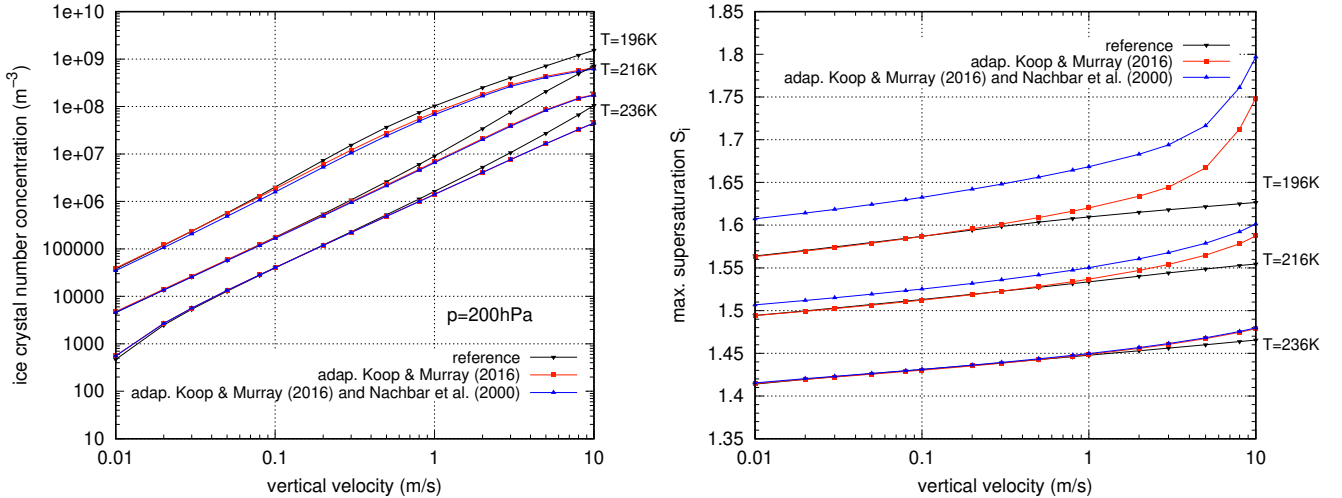 1e+10
1e+09
1e+08
1e+07
1e+06
100000
10000
1000
100
10
0.01
0.1
1
10
ice crystal number concentration (m⁻³)
vertical velocity (m/s)
T=196K
T=216K
T=236K
p=200hPa
reference
adap. Koop & Murray (2016)
adap. Koop & Murray (2016) and Nachbar et al. (2000)
1.85
1.8
1.75
1.7
1.65
1.6
1.55
1.5
1.45
1.4
1.35
0.01
0.1
1
10
max. supersaturation Sᵢ
vertical velocity (m/s)
reference
adap. Koop & Murray (2016)
adap. Koop & Murray (2016) and Nachbar et al. (2000)
T=196K
T=216K
T=236K